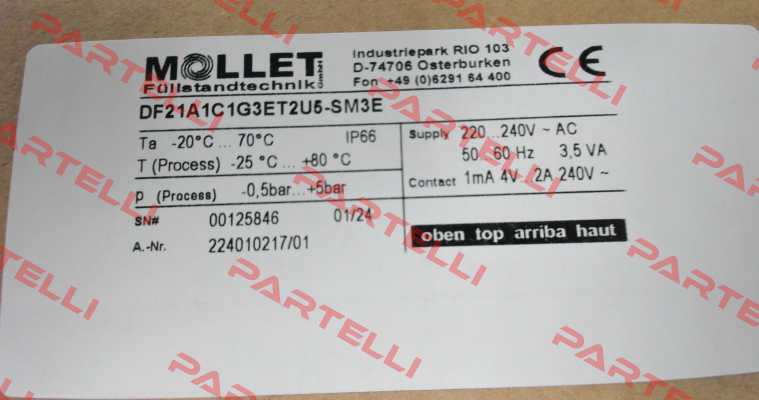 MOLLET
Füllstandtechnik GmbH
Industriepark RIO 103
D-74706 Osterburken
Fon +49 (0)6291 64 400
CE
DF21A1C1G3ET2U5-SM3E
Ta -20°C ... 70°C IP66
T (Process) -25 °C ... +80 °C
p (Process) -0,5bar...+5bar
SN# 00125846 01/24
A.-Nr. 224010217/01
Supply 220...240V ~ AC
50...60 Hz 3,5 VA
Contact 1mA 4V...2A 240V ~
oben top arriba haut
PARTELLI
PARTELLI
PARTELLI
PARTELLI
PARTELLI
PARTELLI
PARTELLI
PARTELLI